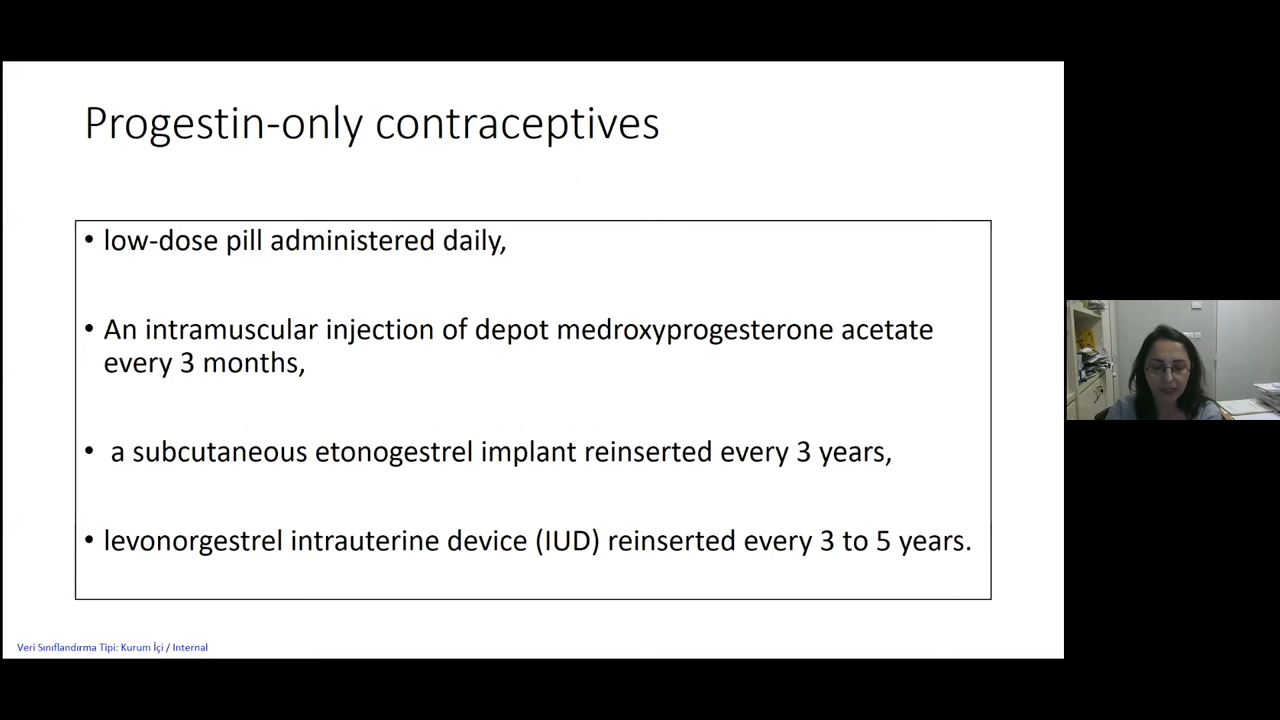 Progestin-only contraceptives
• low-dose pill administered daily,
• An intramuscular injection of depot medroxyprogesterone acetate
every 3 months,
• a subcutaneous etonogestrel implant reinserted every 3 years,
• levonorgestrel intrauterine device (IUD) reinserted every 3 to 5 years.
Veri Sınıflandırma Tipi: Kurum İçi / Internal